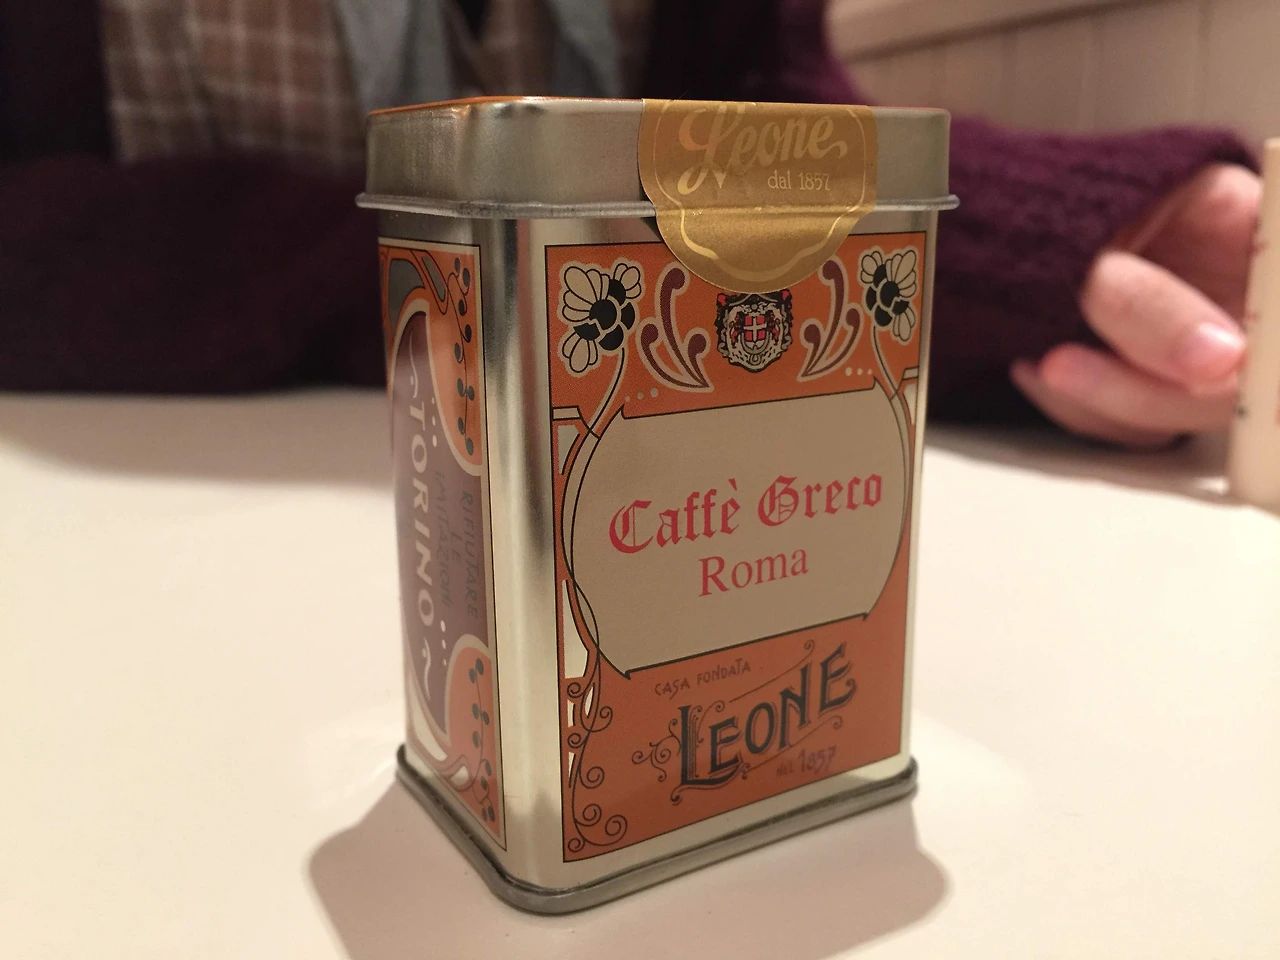 Leone
dal 1857
Caffè Greco
Roma
CASA FONDATA
LEONE
NEL 1857
TORINO
RIFIUTARE
LE
IMITAZIONI